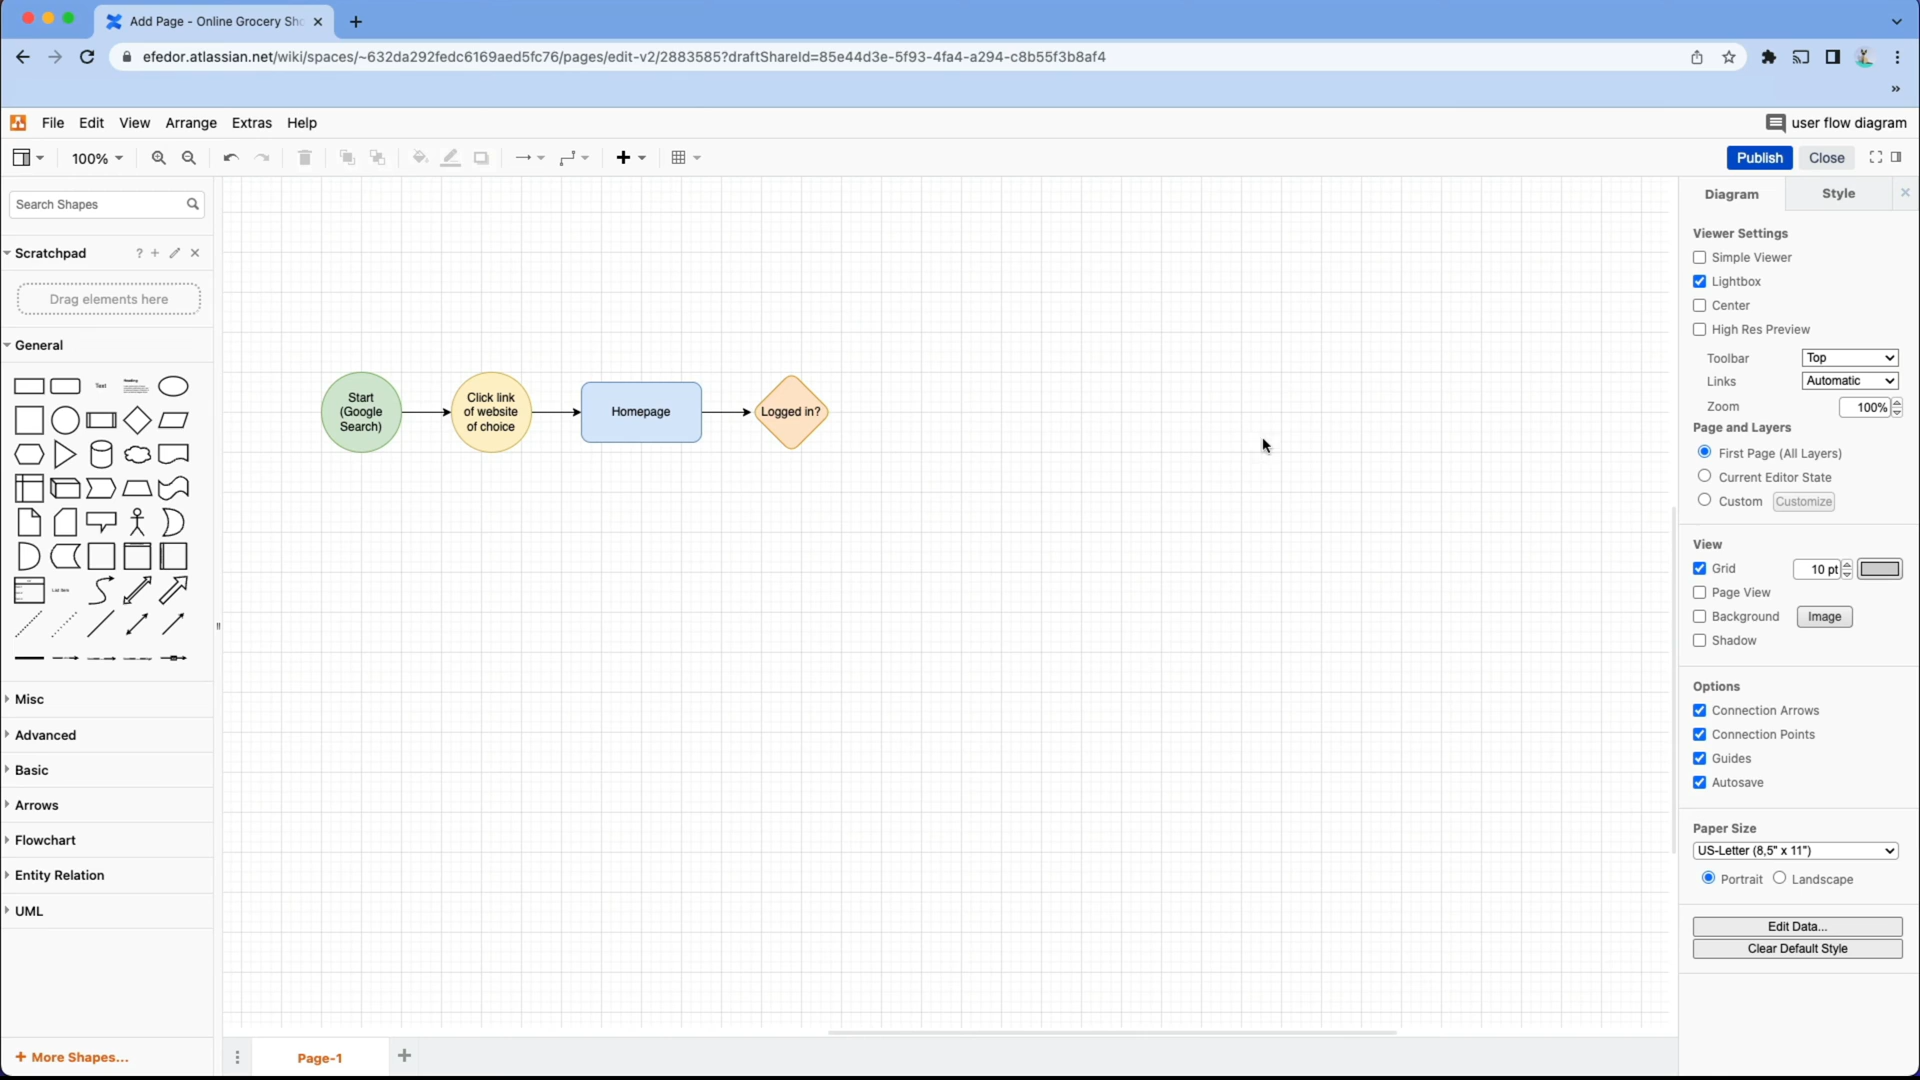 Add Page - Online Grocery Sho
efedor.atlassian.net/wiki/spaces/~632da292fedc6169aed5fc76/pages/edit-v2/2883585?draftShareId=85e44d3e-5f93-4fa4-a294-c8b55f3b8af4
File Edit View Arrange Extras Help
user flow diagram
100%
Publish
Close
Search Shapes
Scratchpad
?
Drag elements here
General
Text
Heading
List Item
Misc
Advanced
Basic
Arrows
Flowchart
Entity Relation
UML
+ More Shapes...
Start
(Google
Search)
Click link
of website
of choice
Homepage
Logged in?
Page-1
Diagram
Style
Viewer Settings
Simple Viewer
Lightbox
Center
High Res Preview
Toolbar
Top
Links
Automatic
Zoom
100%
Page and Layers
First Page (All Layers)
Current Editor State
Custom
Customize
View
Grid
10 pt
Page View
Background
Image
Shadow
Options
Connection Arrows
Connection Points
Guides
Autosave
Paper Size
US-Letter (8,5" x 11")
Portrait
Landscape
Edit Data...
Clear Default Style